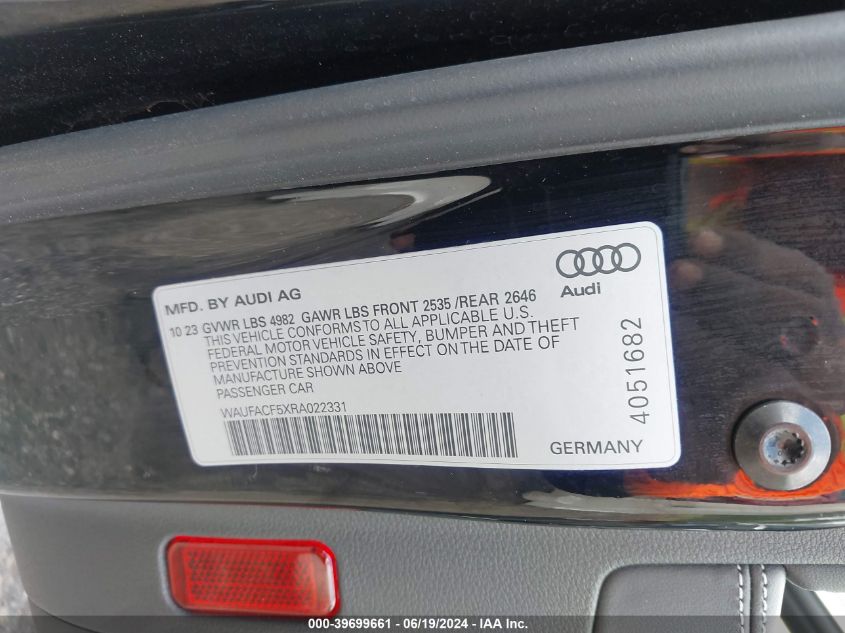 MFD. BY AUDI AG
10 23 GVWR LBS 4982 GAWR LBS FRONT 2535 /REAR 2646
THIS VEHICLE CONFORMS TO ALL APPLICABLE U.S.
FEDERAL MOTOR VEHICLE SAFETY, BUMPER AND THEFT
PREVENTION STANDARDS IN EFFECT ON THE DATE OF
MANUFACTURE SHOWN ABOVE
PASSENGER CAR
WAUFACF5XRA022331
Audi
4051682
GERMANY
000-39699661 - 06/19/2024 - IAA Inc.